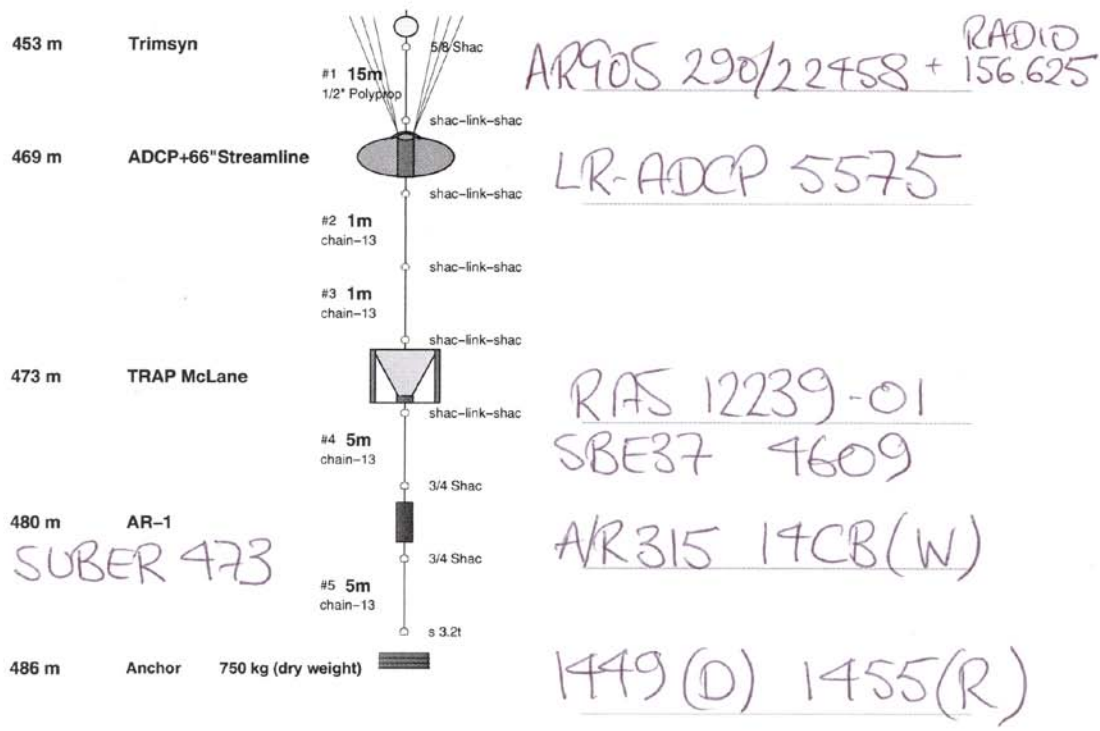 453 m Trimsyn 5/8 Shac
#1 15m
1/2" Polyprop
AR905 290/22458 + RADIO 156.625
shac-link-shac
469 m ADCP+66"Streamline
LR-ADCP 5575
shac-link-shac
#2 1m
chain-13
shac-link-shac
#3 1m
chain-13
shac-link-shac
473 m TRAP McLane
RAS 12239-01
shac-link-shac
SBE37 4609
#4 5m
chain-13
3/4 Shac
480 m AR-1
A/R315 14CB(W)
SUBER 473
3/4 Shac
#5 5m
chain-13
s 3.2t
486 m Anchor 750 kg (dry weight)
1449 (D) 1455(R)